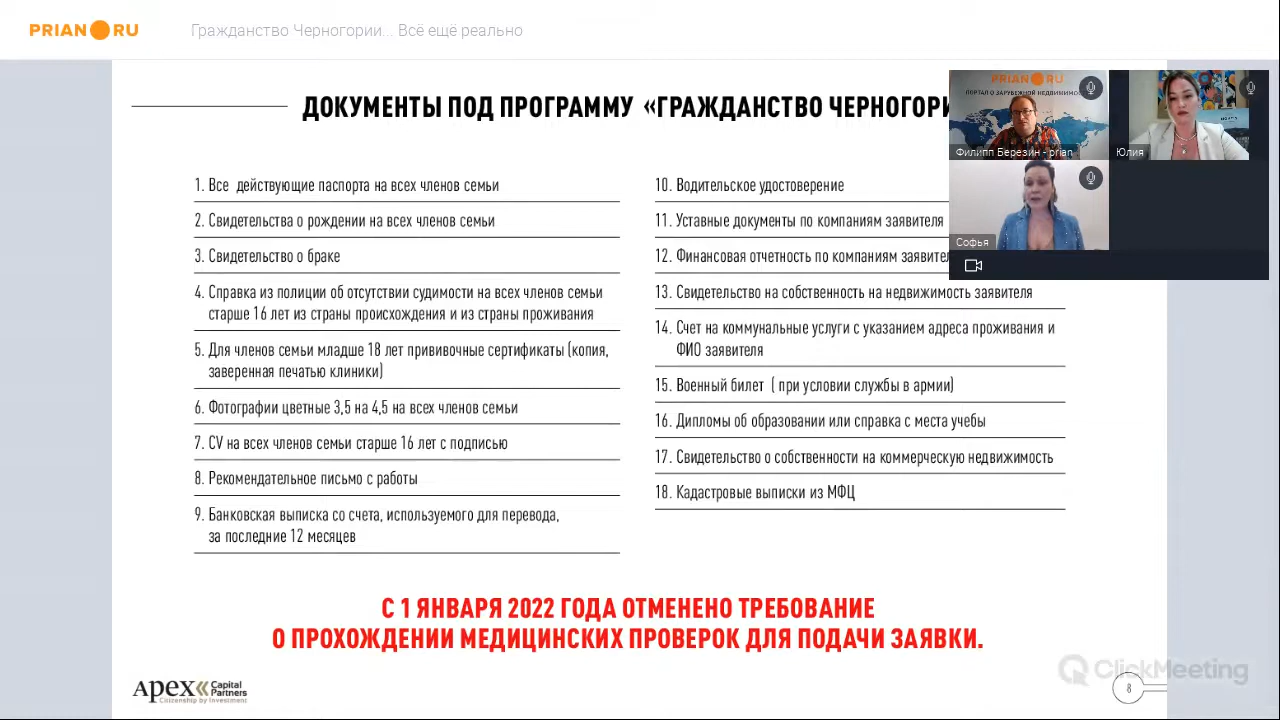 PRIAN RU
Гражданство Черногории... Всё ещё реально
ДОКУМЕНТЫ ПОД ПРОГРАММУ «ГРАЖДАНСТВО ЧЕРНОГОРИ
1. Все действующие паспорта на всех членов семьи
2. Свидетельства о рождении на всех членов семьи
3. Свидетельство о браке
4. Справка из полиции об отсутствии судимости на всех членов семьи
старше 16 лет из страны происхождения и из страны проживания
5. Для членов семьи младше 18 лет прививочные сертификаты (копия,
заверенная печатью клиники)
6. Фотографии цветные 3,5 на 4,5 на всех членов семьи
7. CV на всех членов семьи старше 16 лет с подписью
8. Рекомендательное письмо с работы
9. Банковская выписка со счета, используемого для перевода,
за последние 12 месяцев
10. Водительское удостоверение
11. Уставные документы по компаниям заявителя
12. Финансовая отчетность по компаниям заявител
13. Свидетельство на собственность на недвижимость заявителя
14. Счет на коммунальные услуги с указанием адреса проживания и
ФИО заявителя
15. Военный билет ( при условии службы в армии)
16. Дипломы об образовании или справка с места учебы
17. Свидетельство о собственности на коммерческую недвижимость
18. Кадастровые выписки из МФЦ
PRIAN RU
ПОРТАЛ О ЗАРУБЕЖНОЙ НЕДВИЖИМОС
Филипп Березин - prian
Юлия
Софья
С 1 ЯНВАРЯ 2022 ГОДА ОТМЕНЕНО ТРЕБОВАНИЕ
О ПРОХОЖДЕНИИ МЕДИЦИНСКИХ ПРОВЕРОК ДЛЯ ПОДАЧИ ЗАЯВКИ.
Apex Capital Partners
Citizenship by Investment
ClickMeeting
8